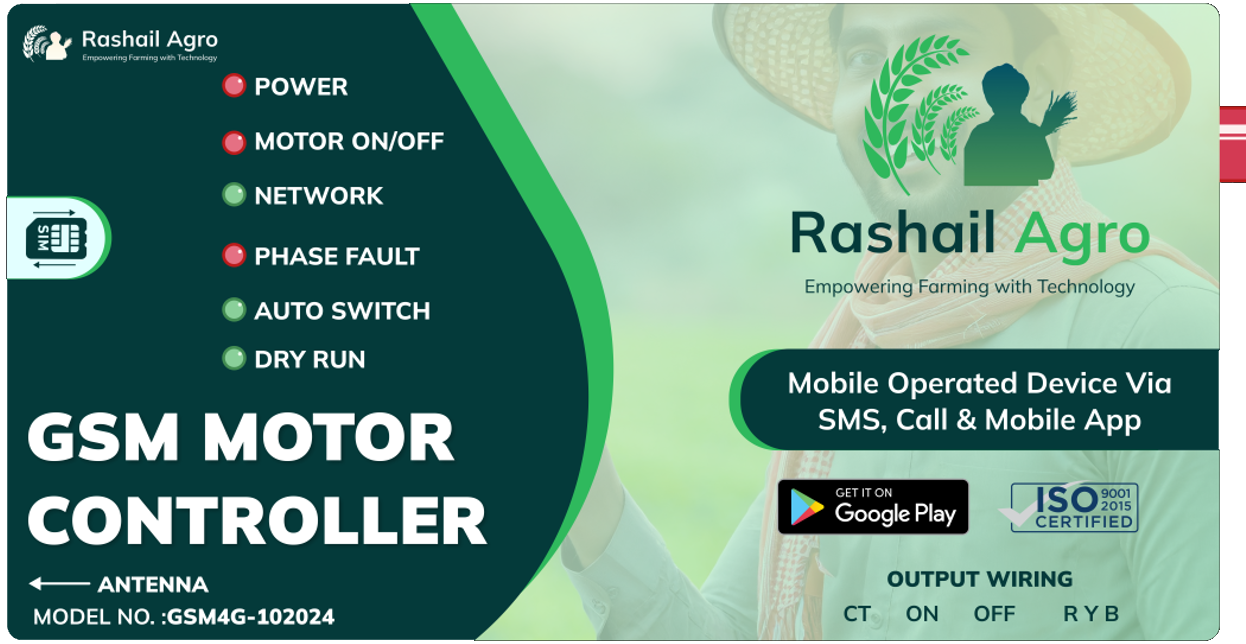 Rashail Agro
Empowering Farming with Technology
POWER
MOTOR ON/OFF
NETWORK
SIM
PHASE FAULT
AUTO SWITCH
DRY RUN
GSM MOTOR
CONTROLLER
ANTENNA
MODEL NO. :GSM4G-102024
Rashail Agro
Empowering Farming with Technology
Mobile Operated Device Via
SMS, Call & Mobile App
GET IT ON
Google Play
ISO 9001
2015
CERTIFIED
OUTPUT WIRING
CT ON OFF R Y B